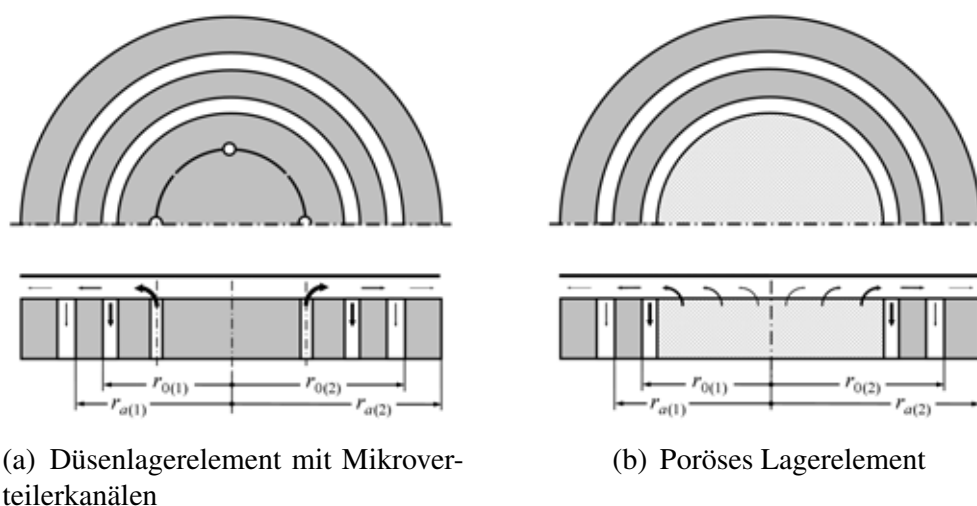 r0(1)
r0(2)
ra(1)
ra(2)
r0(1)
r0(2)
ra(1)
ra(2)
(a) Düsenlagerelement mit Mikrover-
teilerkanälen
(b) Poröses Lagerelement